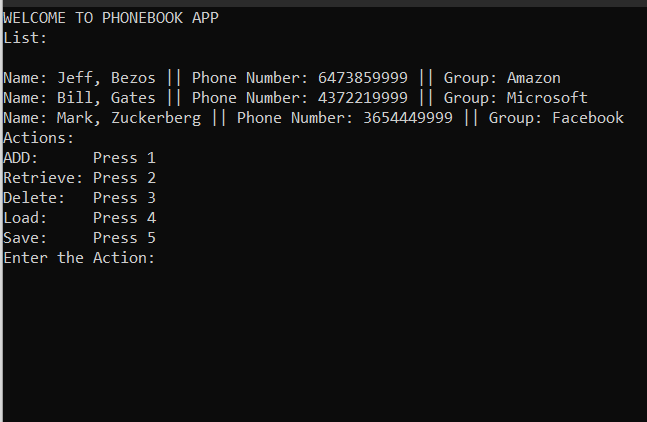 WELCOME TO PHONEBOOK APP
List:
Name: Jeff, Bezos || Phone Number: 6473859999 || Group: Amazon
Name: Bill, Gates || Phone Number: 4372219999 || Group: Microsoft
Name: Mark, Zuckerberg || Phone Number: 3654449999 || Group: Facebook
Actions:
ADD:      Press 1
Retrieve: Press 2
Delete:   Press 3
Load:     Press 4
Save:     Press 5
Enter the Action: